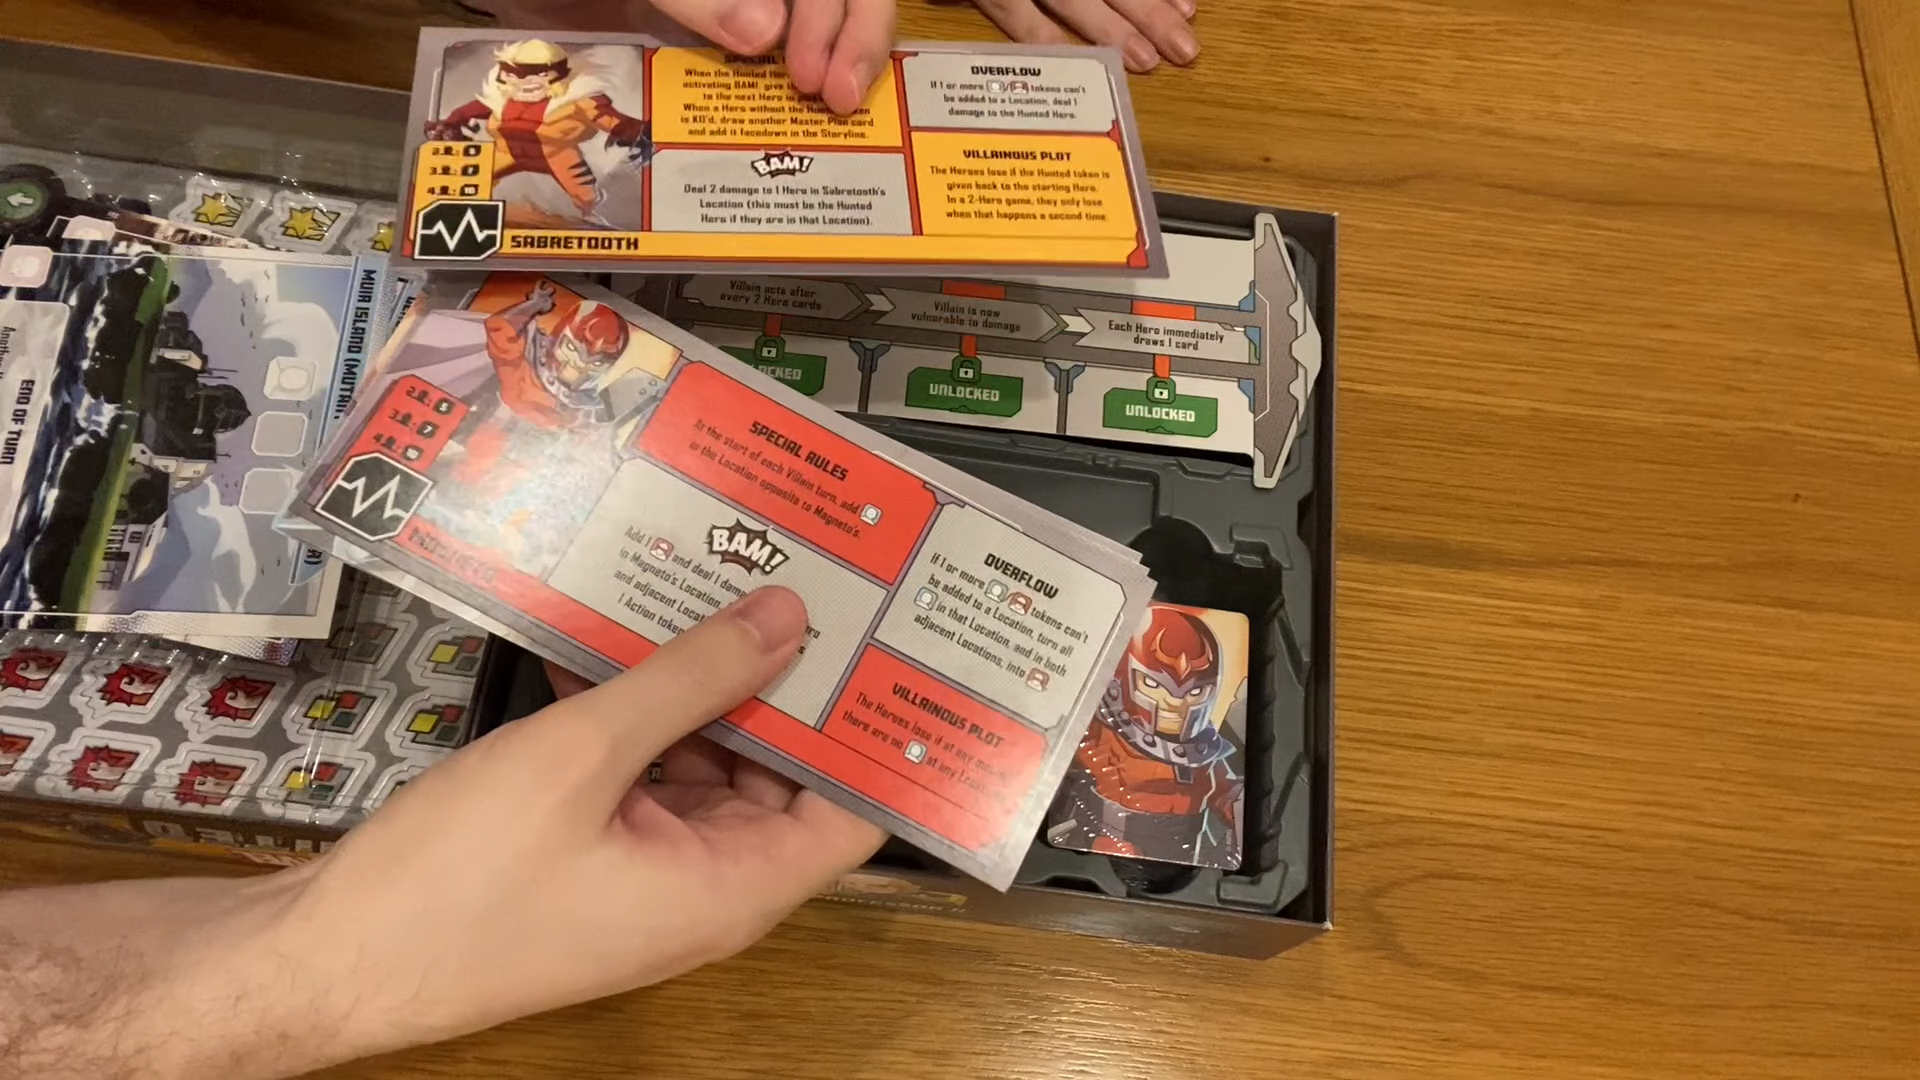 SPECIAL
When the Hunted
activating BAM! give
to the next Hero in
When a Hero without the
is KO'd, draw another Master Plan card
and add it facedown in the Storyline.
BAM!
Deal 2 damage to 1 Hero in Sabretooth's
Location (this must be the Hunted
Hero if they are in that Location).
OVERFLOW
If 1 or more / tokens can't
be added to a Location, deal 1
damage to the Hunted Hero.
VILLAINOUS PLOT
The Heroes lose if the Hunted token is
given back to the starting Hero.
In a 2-Hero game, they only lose
when that happens a second time.
SABRETOOTH
Villain acts after
every 2 Hero cards
Villain is now
vulnerable to damage
Each Hero immediately
draws 1 card
UNLOCKED
UNLOCKED
SPECIAL RULES
At the start of each Villain turn, add
in the Location opposite to Magneto's.
BAM!
Add 1 and deal 1
in Magneto's Location,
and adjacent
1 Action
OVERFLOW
If 1 or more / tokens can't
be added to a Location, turn all
in that Location, and in both
adjacent Locations, into
VILLAINOUS PLOT
The Heroes lose if at any
there are no at any
MUIR ISLAND
END OF TURN
PROFESSOR